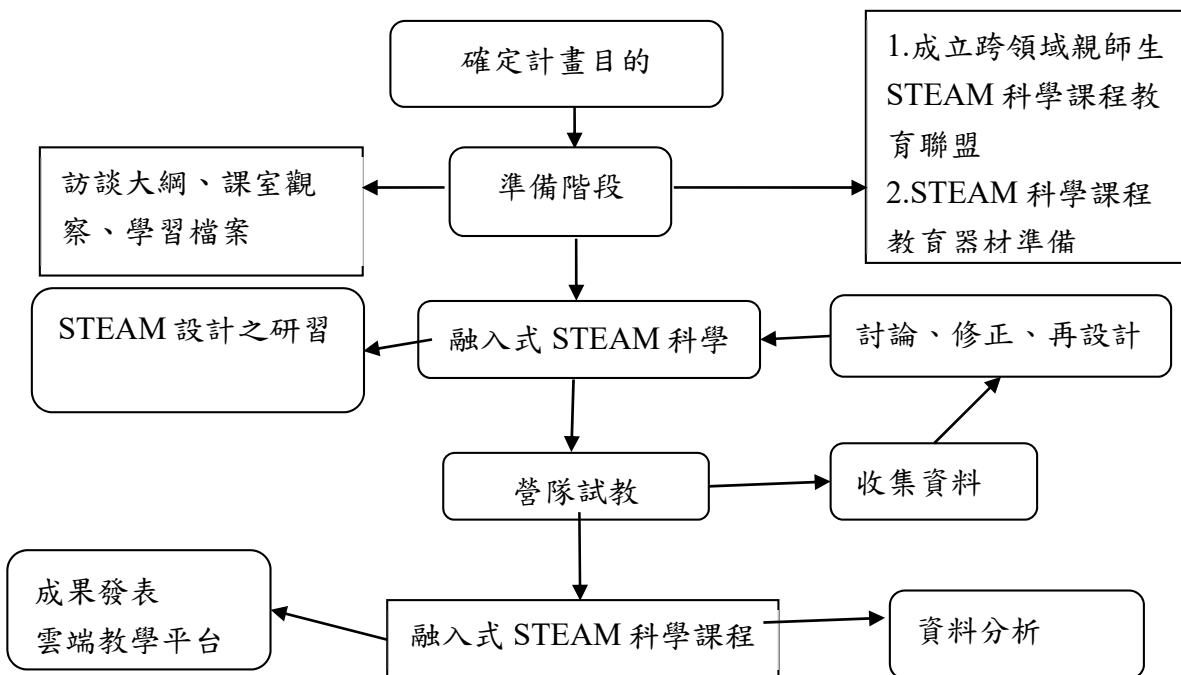 確定計畫目的
1.成立跨領域親師生
STEAM 科學課程教
育聯盟
2.STEAM 科學課程
教育器材準備
訪談大綱、課室觀
察、學習檔案
準備階段
STEAM 設計之研習
融入式 STEAM 科學
討論、修正、再設計
營隊試教
收集資料
成果發表
雲端教學平台
融入式 STEAM 科學課程
資料分析